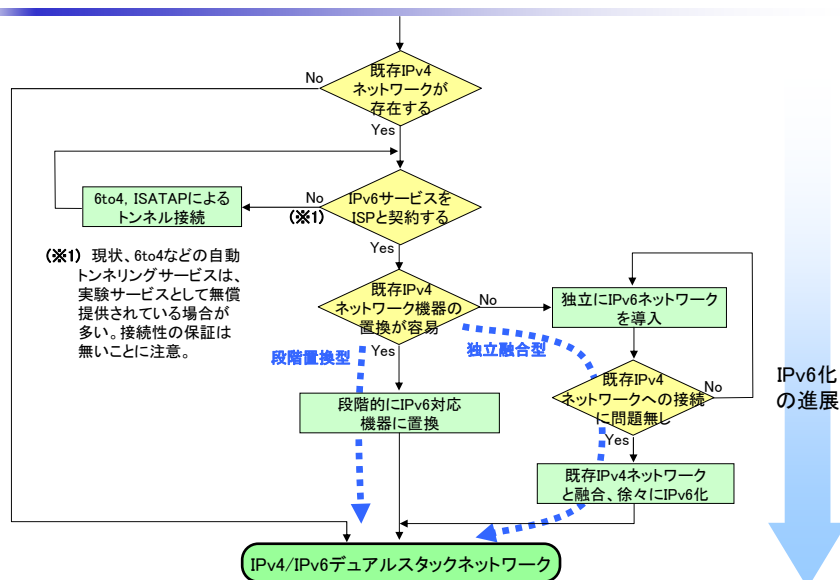 既存IPv4
ネットワークが
存在する
No
Yes
IPv6サービスを
ISPと契約する
No
(※1)
6to4, ISATAPによる
トンネル接続
Yes
(※1) 現状、6to4などの自動
トンネリングサービスは、
実験サービスとして無償
提供されている場合が
多い。接続性の保証は
無いことに注意。
既存IPv4
ネットワーク機器の
置換が容易
No
独立にIPv6ネットワーク
を導入
Yes
段階置換型
独立融合型
既存IPv4
ネットワークへの接続
に問題無し
No
Yes
段階的にIPv6対応
機器に置換
既存IPv4ネットワーク
と融合、徐々にIPv6化
IPv4/IPv6デュアルスタックネットワーク
IPv6化
の進展